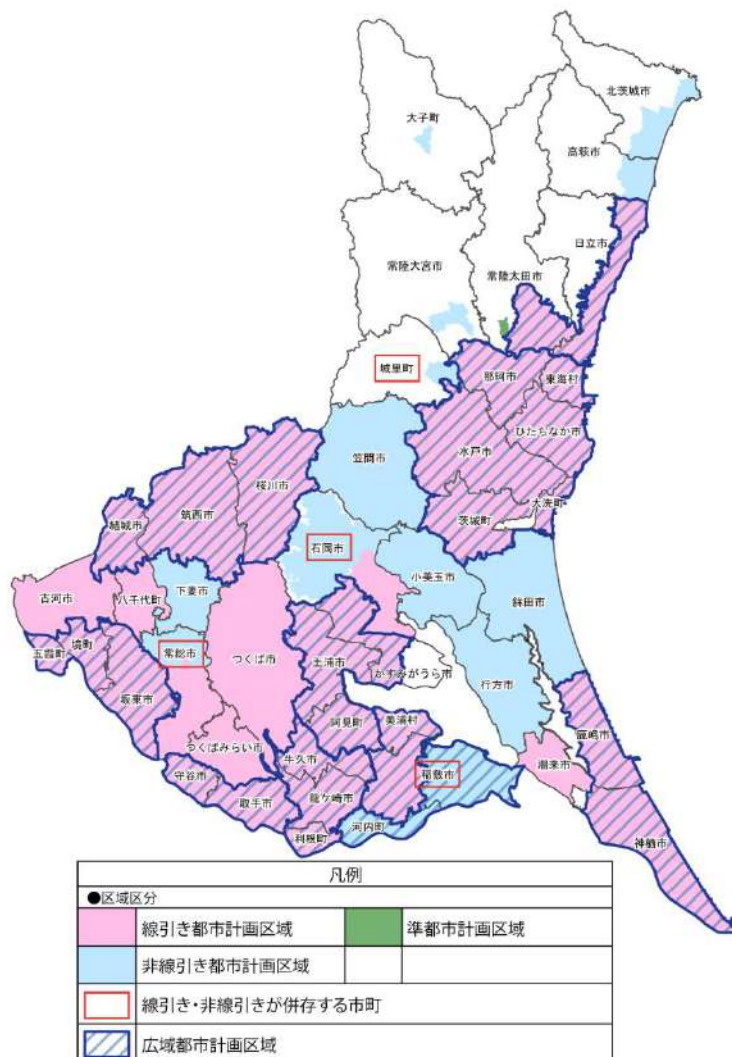 北茨城市
大子町
高萩市
日立市
常陸大宮市
常陸太田市
城里町
那珂市
東海村
ひたちなか市
笠間市
水戸市
桜川市
大洗町
筑西市
茨城町
結城市
石岡市
小美玉市
下妻市
鉾田市
古河市
八千代町
常総市
つくば市
境町
五霞町
土浦市
かすみがうら市
行方市
坂東市
阿見町
美浦村
つくばみらい市
牛久市
稲敷市
鹿嶋市
潮来市
守谷市
取手市
龍ケ崎市
河内町
利根町
神栖市
凡例
●区域区分
線引き都市計画区域
準都市計画区域
非線引き都市計画区域
線引き・非線引きが併存する市町
広域都市計画区域